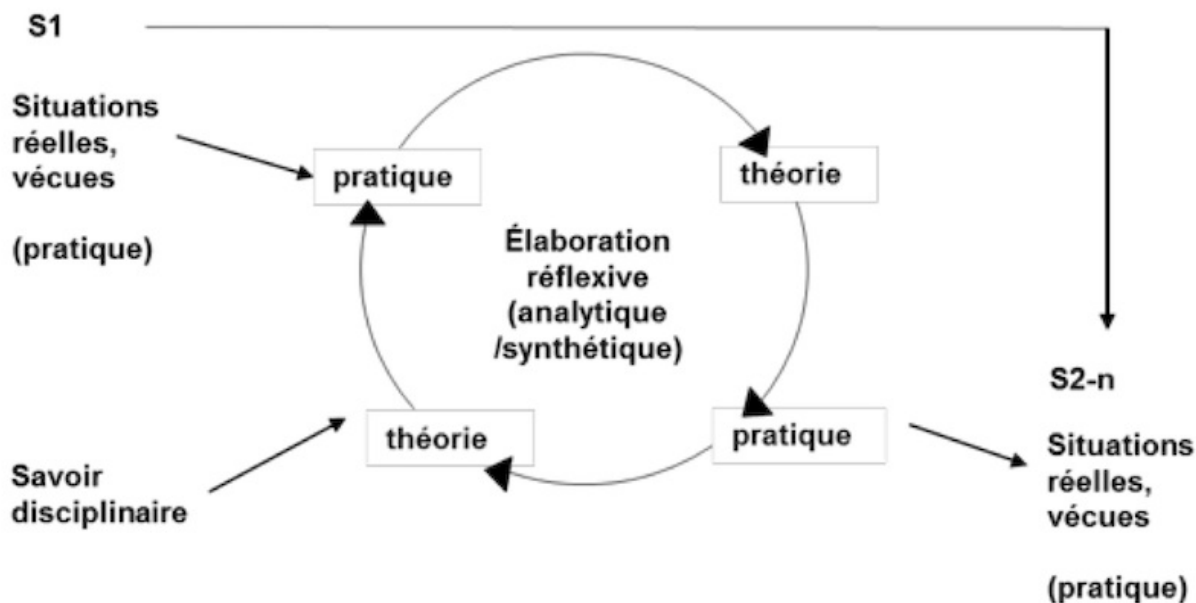 S1
Situations
réelles,
vécues
(pratique)
pratique
théorie
Élaboration
réflexive
(analytique
/synthétique)
théorie
pratique
Savoir
disciplinaire
S2-n
Situations
réelles,
vécues
(pratique)